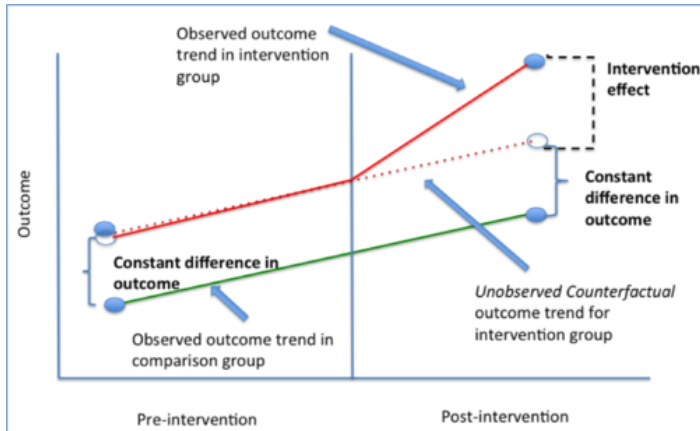 Observed outcome
trend in intervention
group
Intervention
effect
Constant
difference in
outcome
Outcome
Constant difference in
outcome
Unobserved Counterfactual
outcome trend for
intervention group
Observed outcome trend in
comparison group
Pre-intervention
Post-intervention